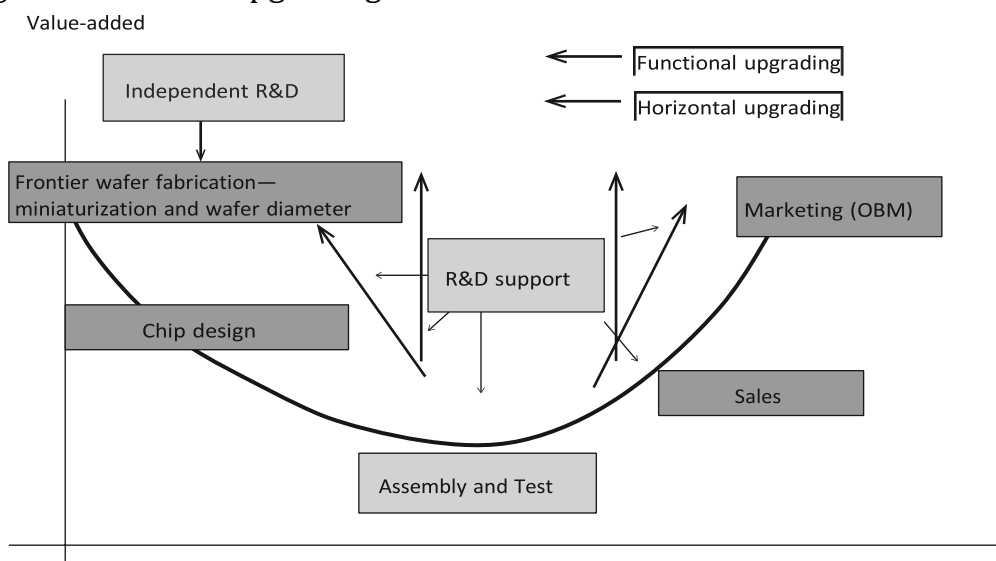 Value-added
Independent R&D
Functional upgrading
Horizontal upgrading
Frontier wafer fabrication—
miniaturization and wafer diameter
Marketing (OBM)
R&D support
Chip design
Sales
Assembly and Test